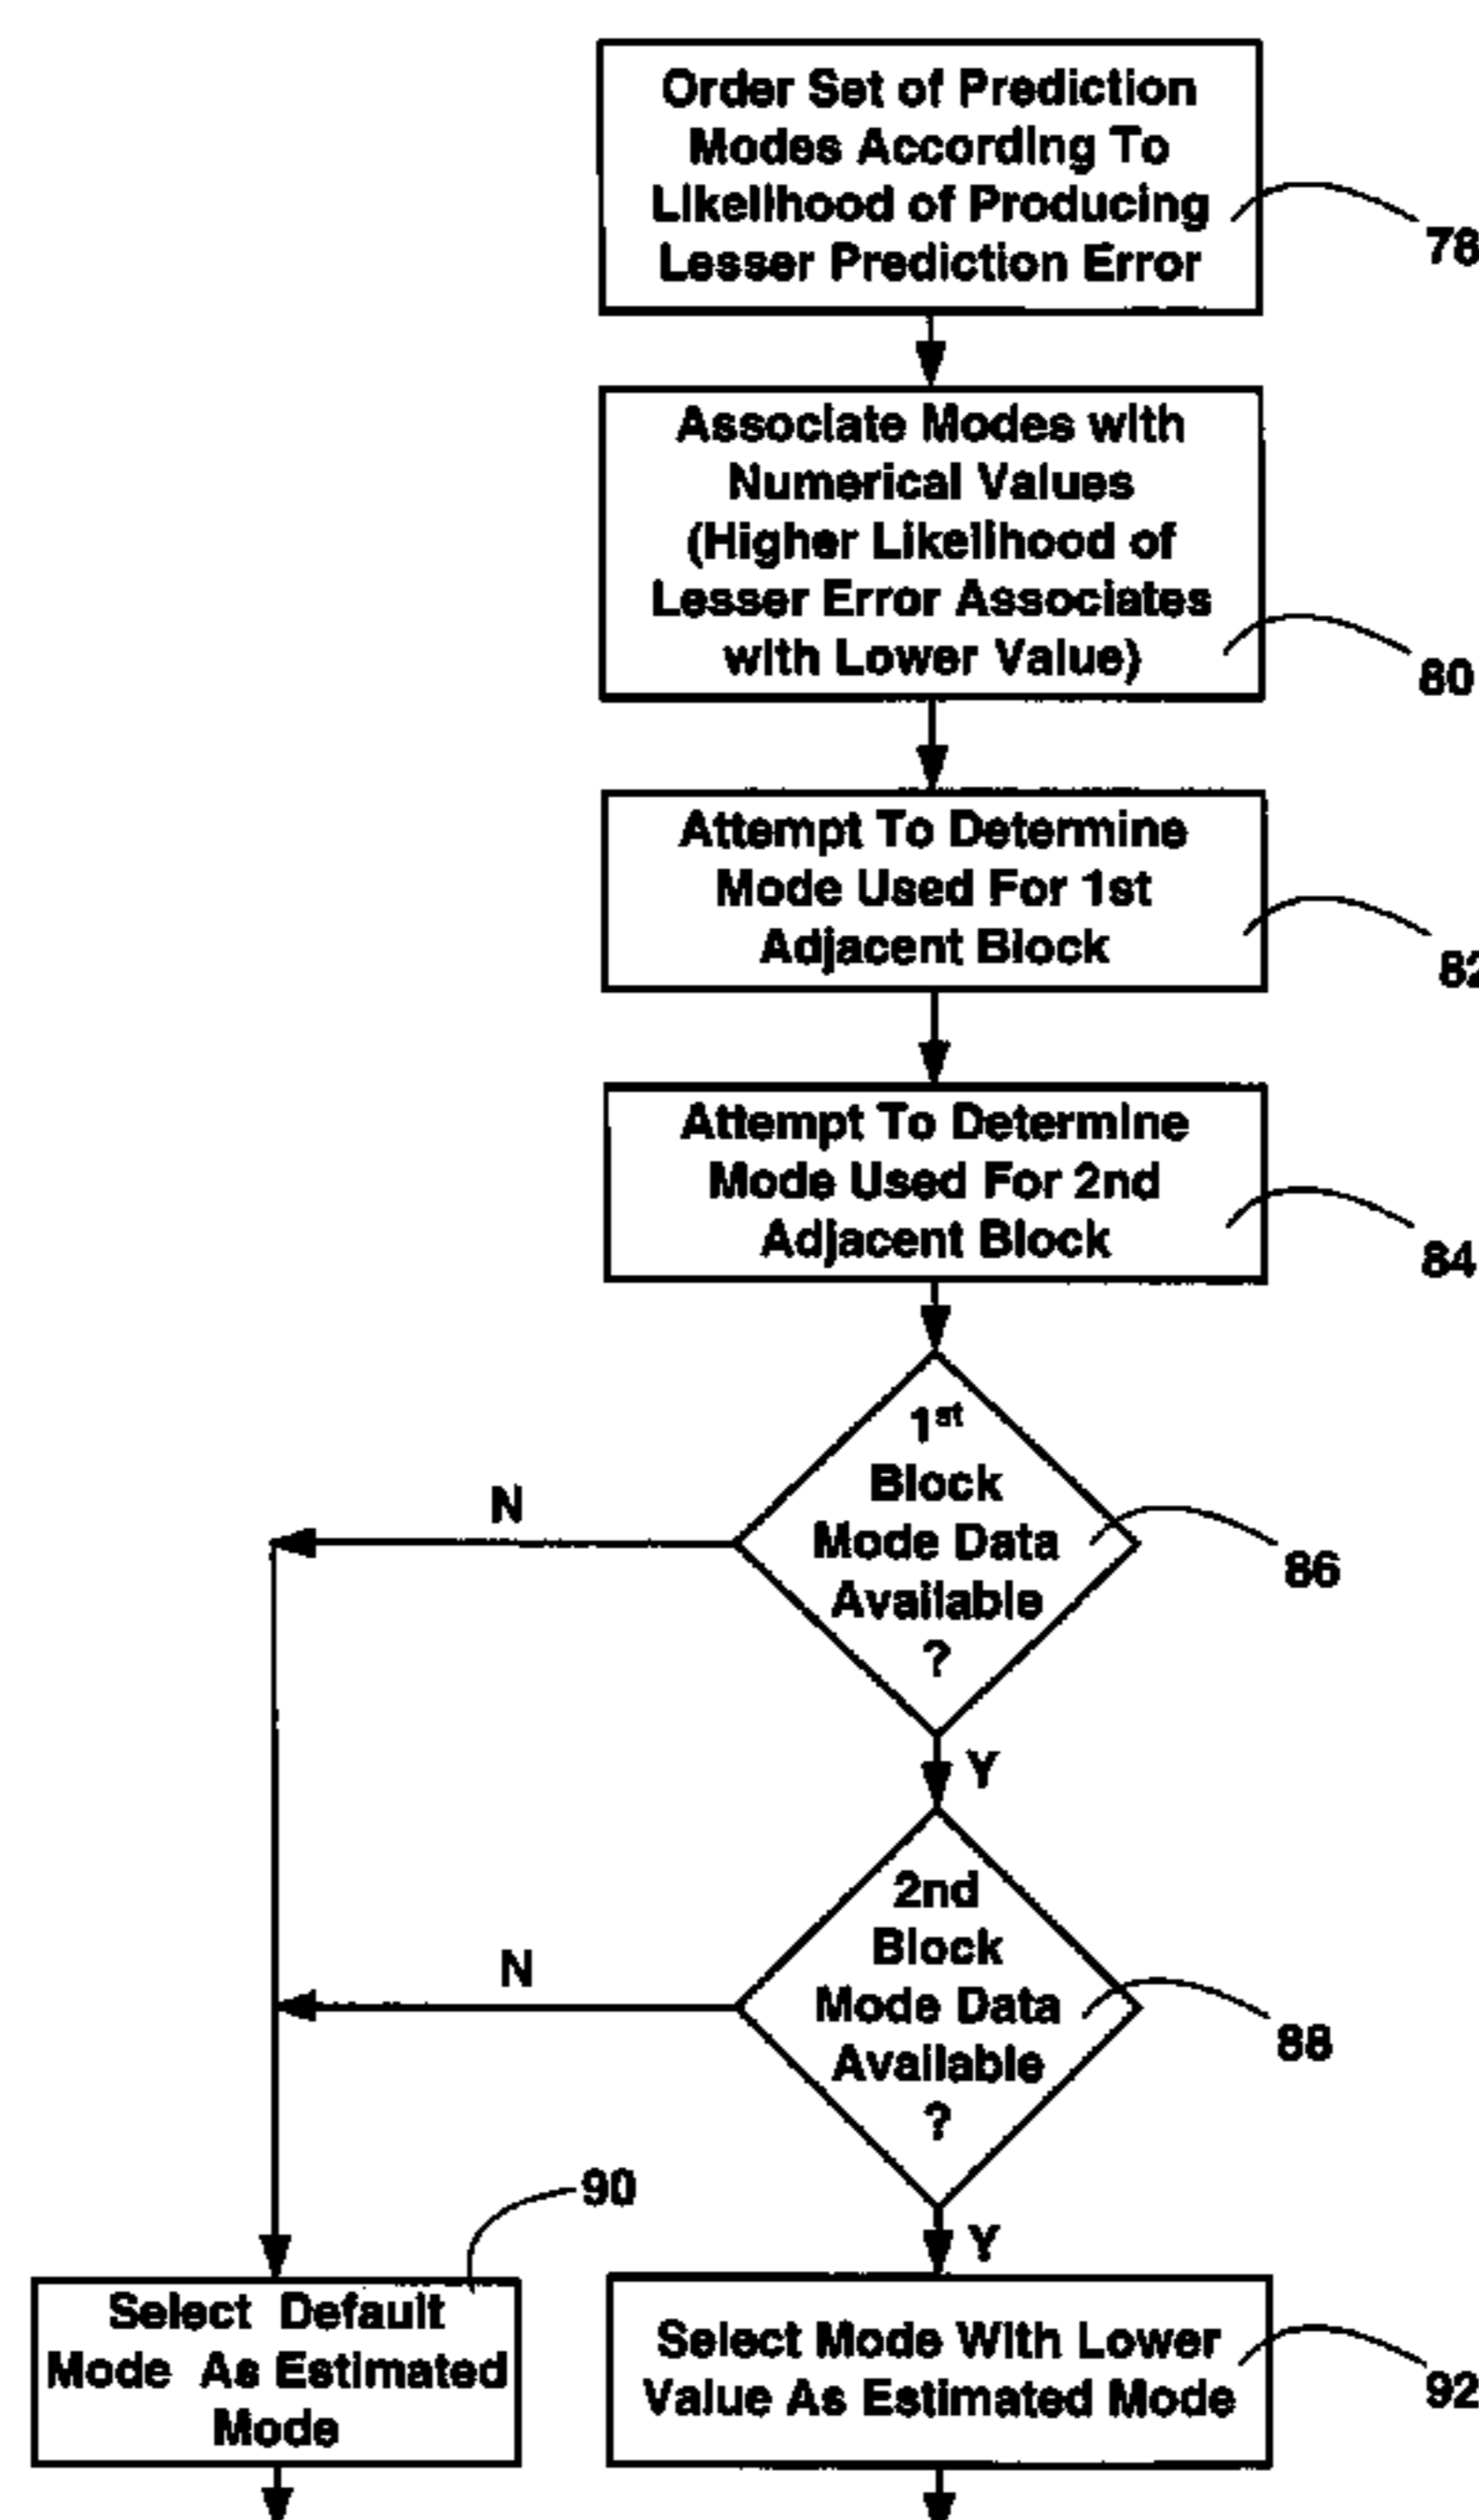 Order Set of Prediction
Modes According To
Likelihood of Producing
Lesser Prediction Error
78
Associate Modes with
Numerical Values
(Higher Likelihood of
Lesser Error Associates
with Lower Value)
80
Attempt To Determine
Mode Used For 1st
Adjacent Block
82
Attempt To Determine
Mode Used For 2nd
Adjacent Block
84
1st
Block
Mode Data
Available
?
N
86
Y
2nd
Block
Mode Data
Available
?
N
88
Y
90
Select Default
Mode As Estimated
Mode
Select Mode With Lower
Value As Estimated Mode
92